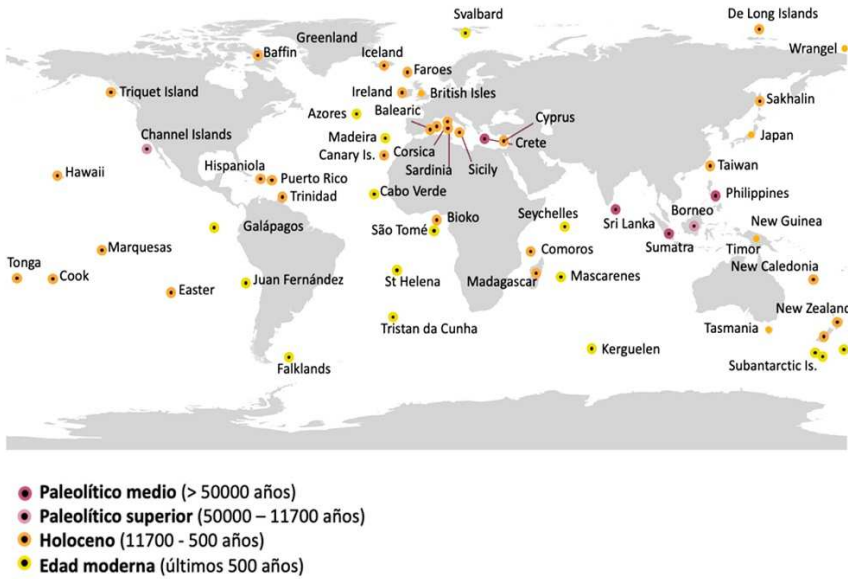 Svalbard
De Long Islands
Greenland
Iceland
Baffin
Wrangel
Faroes
Triquet Island
Ireland
British Isles
Sakhalin
Azores
Balearic
Cyprus
Channel Islands
Madeira
Crete
Japan
Canary Is.
Corsica
Hispaniola
Sardinia
Sicily
Taiwan
Hawaii
Puerto Rico
Cabo Verde
Philippines
Trinidad
Borneo
Bioko
Seychelles
Sri Lanka
New Guinea
Galápagos
São Tomé
Sumatra
Timor
Marquesas
Comoros
Tonga
New Caledonia
Cook
Juan Fernández
St Helena
Madagascar
Mascarenes
Easter
New Zealand
Tristan da Cunha
Tasmania
Kerguelen
Falklands
Subantarctic Is.
Paleolítico medio (> 50000 años)
Paleolítico superior (50000 – 11700 años)
Holoceno (11700 - 500 años)
Edad moderna (últimos 500 años)